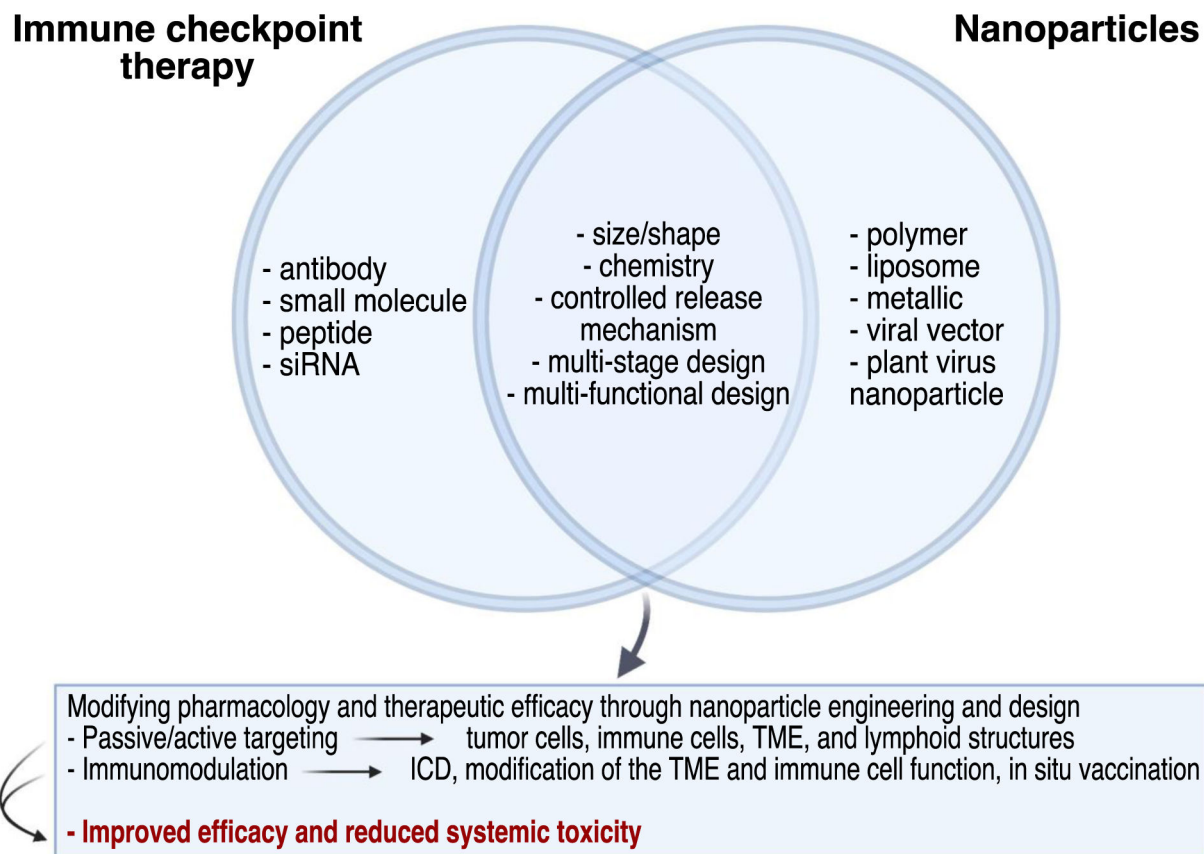 Immune checkpoint
therapy
Nanoparticles
- antibody
- small molecule
- peptide
- siRNA
- size/shape
- chemistry
- controlled release
mechanism
- multi-stage design
- multi-functional design
- polymer
- liposome
- metallic
- viral vector
- plant virus
nanoparticle
Modifying pharmacology and therapeutic efficacy through nanoparticle engineering and design
- Passive/active targeting tumor cells, immune cells, TME, and lymphoid structures
- Immunomodulation ICD, modification of the TME and immune cell function, in situ vaccination
- Improved efficacy and reduced systemic toxicity